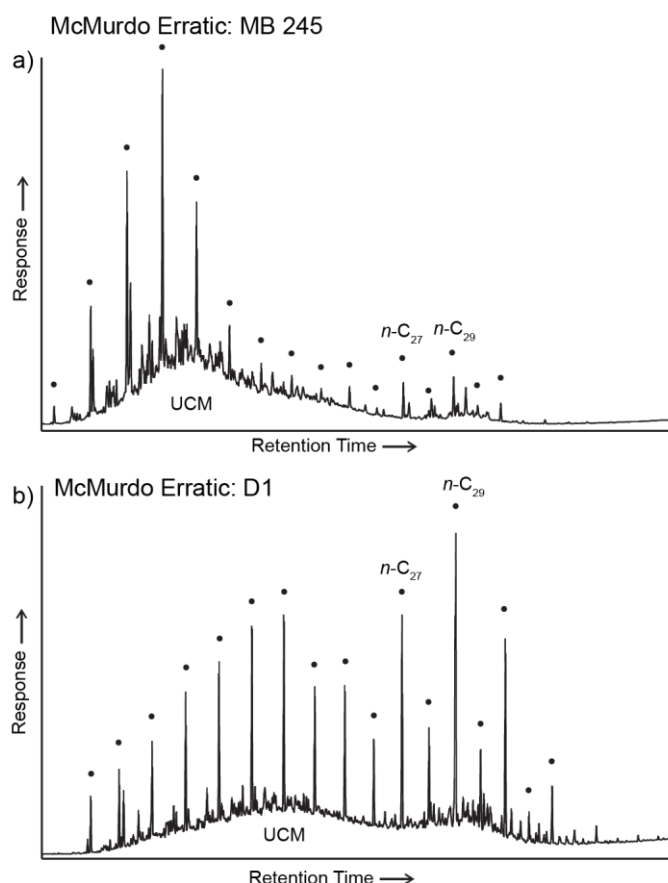 McMurdo Erratic: MB 245
a)
n-C₂₇
n-C₂₉
Response →
UCM
Retention Time →
b) McMurdo Erratic: D1
n-C₂₉
n-C₂₇
Response →
UCM
Retention Time →